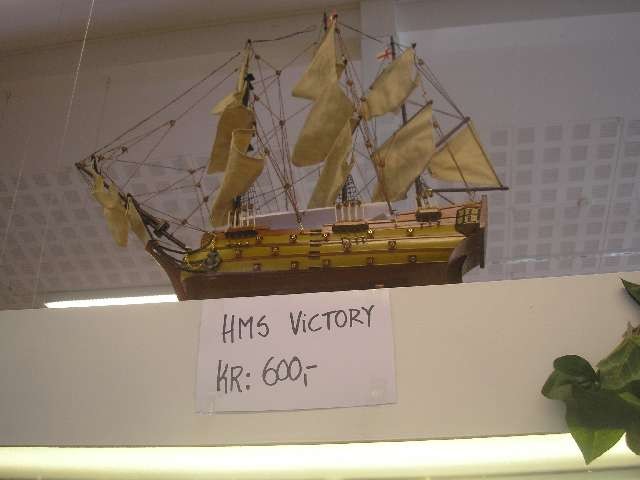 HMS ViCTORY
KR: 600,-